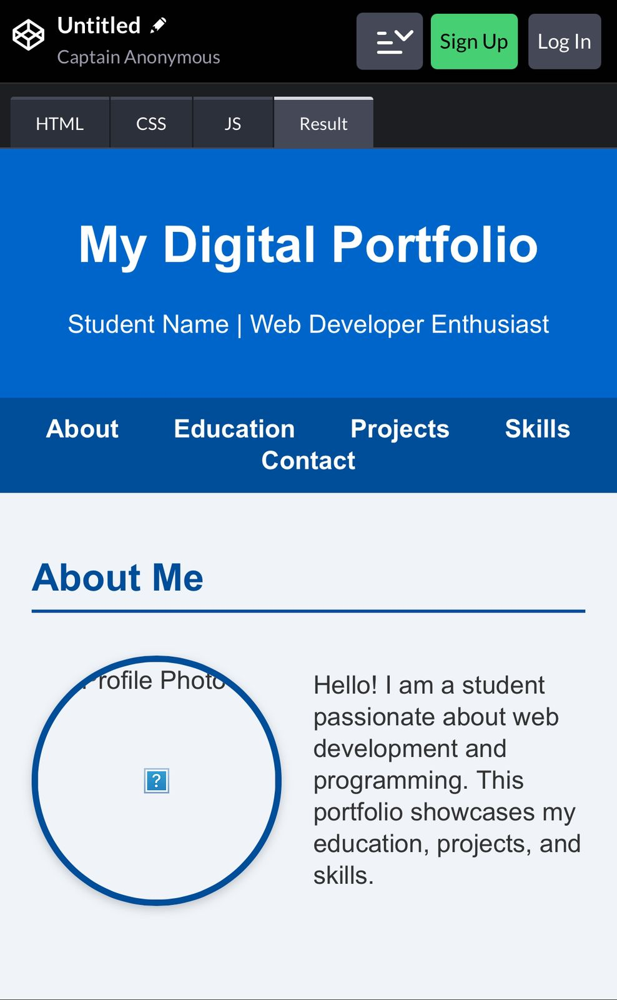 Untitled
Captain Anonymous
Sign Up
Log In
HTML CSS JS Result
My Digital Portfolio
Student Name | Web Developer Enthusiast
About Education Projects Skills
Contact
About Me
Profile Photo
?
Hello! I am a student
passionate about web
development and
programming. This
portfolio showcases my
education, projects, and
skills.